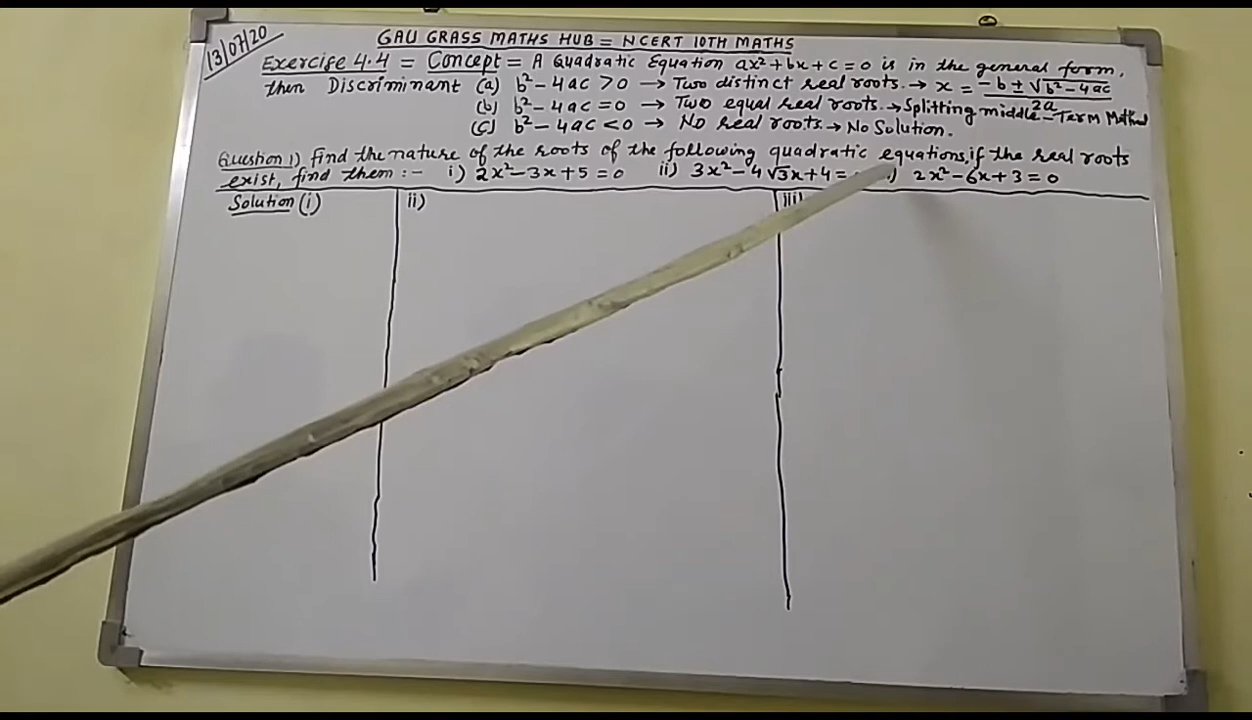 13/07/20
GAU GRASS MATHS HUB = NCERT 10TH MATHS
Exercise 4.4 = Concept = A Quadratic Equation ax²+bx+c=0 is in the general form,
then Discriminant (a) b²-4ac > 0 → Two distinct real roots. → x = -b ± √b²-4ac / 2a
(b) b²-4ac = 0 → Two equal real roots. → Splitting middle-Term Method
(c) b²-4ac < 0 → No real roots. → No Solution.
Question 1) Find the nature of the roots of the following quadratic equations, if the real roots
exist, find them :- i) 2x²-3x+5=0 ii) 3x²-4√3x+4= ) 2x²-6x+3=0
Solution (i) ii) iii)